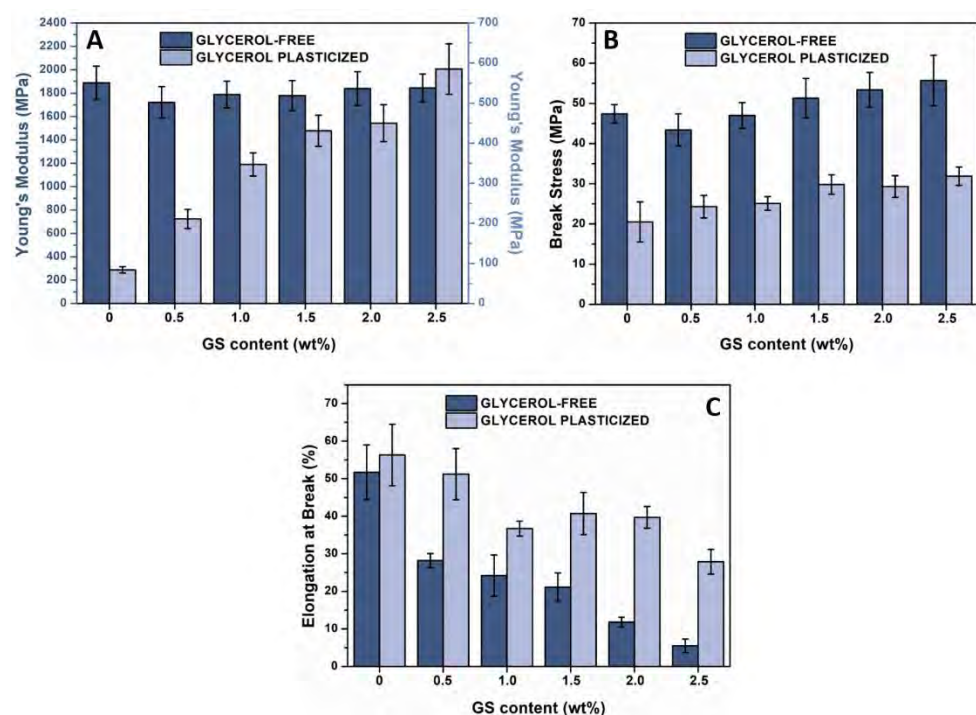 A
GLYCEROL-FREE
GLYCEROL PLASTICIZED
Young's Modulus (MPa)
2400
2200
2000
1800
1600
1400
1200
1000
800
600
400
200
0
700
600
500
400
300
200
100
0
Young's Modulus (MPa)
0 0.5 1.0 1.5 2.0 2.5
GS content (wt%)
B
GLYCEROL-FREE
GLYCEROL PLASTICIZED
Break Stress (MPa)
70
60
50
40
30
20
10
0
0 0.5 1.0 1.5 2.0 2.5
GS content (wt%)
GLYCEROL-FREE
GLYCEROL PLASTICIZED
C
Elongation at Break (%)
70
60
50
40
30
20
10
0
0 0.5 1.0 1.5 2.0 2.5
GS content (wt%)